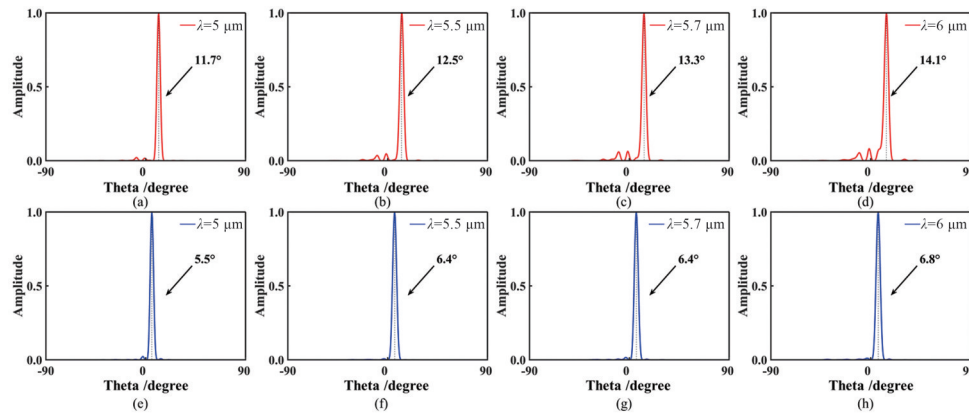 1.0 λ=5 μm 11.7° Amplitude 0.5 0.0 -90 0 90 Theta /degree (a)
1.0 λ=5.5 μm 12.5° Amplitude 0.5 0.0 -90 0 90 Theta /degree (b)
1.0 λ=5.7 μm 13.3° Amplitude 0.5 0.0 -90 0 90 Theta /degree (c)
1.0 λ=6 μm 14.1° Amplitude 0.5 0.0 -90 0 90 Theta /degree (d)
1.0 λ=5 μm 5.5° Amplitude 0.5 0.0 -90 0 90 Theta /degree (e)
1.0 λ=5.5 μm 6.4° Amplitude 0.5 0.0 -90 0 90 Theta /degree (f)
1.0 λ=5.7 μm 6.4° Amplitude 0.5 0.0 -90 0 90 Theta /degree (g)
1.0 λ=6 μm 6.8° Amplitude 0.5 0.0 -90 0 90 Theta /degree (h)